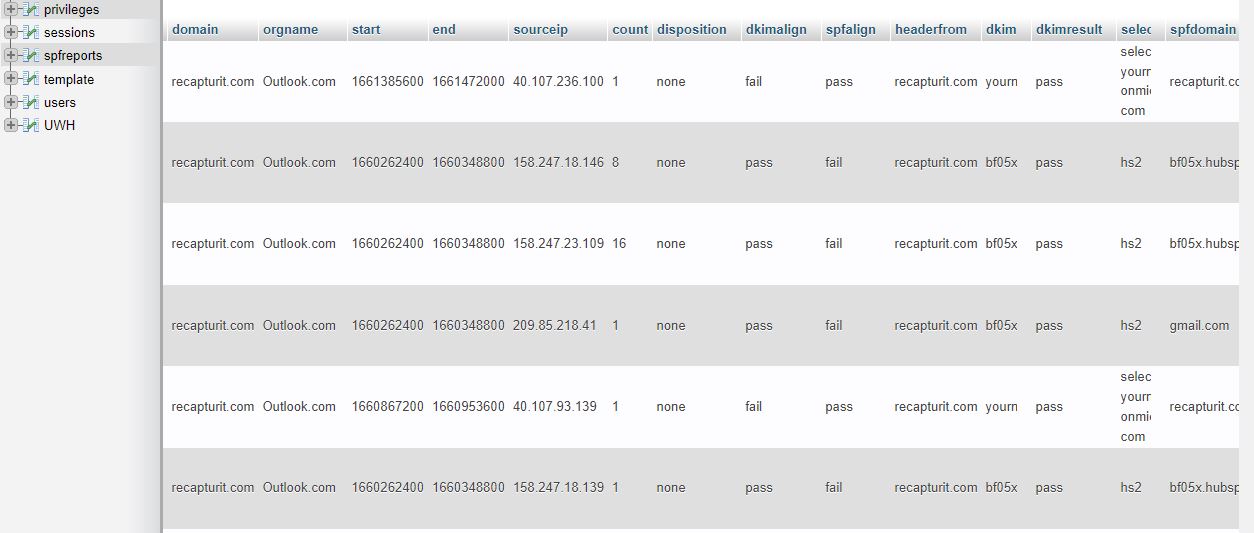 privileges
sessions
spfreports
template
users
UWH
domain orgname start end sourceip count disposition dkimalign spfalign headerfrom dkim dkimresult selec spfdomain
recapturit.com Outlook.com 1661385600 1661472000 40.107.236.100 1 none fail pass recapturit.com yourn pass selec yourn onmic com recapturit.cc
recapturit.com Outlook.com 1660262400 1660348800 158.247.18.146 8 none pass fail recapturit.com bf05x pass hs2 bf05x.hubsp
recapturit.com Outlook.com 1660262400 1660348800 158.247.23.109 16 none pass fail recapturit.com bf05x pass hs2 bf05x.hubsp
recapturit.com Outlook.com 1660262400 1660348800 209.85.218.41 1 none pass fail recapturit.com bf05x pass hs2 gmail.com
recapturit.com Outlook.com 1660867200 1660953600 40.107.93.139 1 none fail pass recapturit.com yourn pass selec yourn onmic com recapturit.cc
recapturit.com Outlook.com 1660262400 1660348800 158.247.18.139 1 none pass fail recapturit.com bf05x pass hs2 bf05x.hubsp